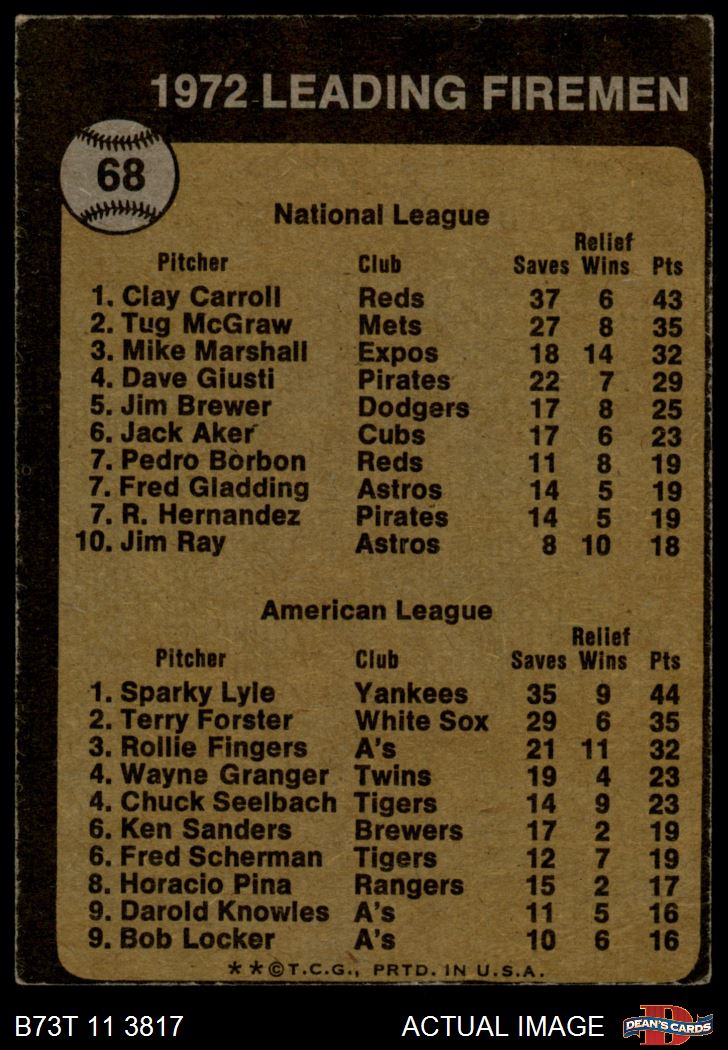 1972 LEADING FIREMEN
68
National League
Relief
Pitcher Club Saves Wins Pts
1. Clay Carroll Reds 37 6 43
2. Tug McGraw Mets 27 8 35
3. Mike Marshall Expos 18 14 32
4. Dave Giusti Pirates 22 7 29
5. Jim Brewer Dodgers 17 8 25
6. Jack Aker Cubs 17 6 23
7. Pedro Borbon Reds 11 8 19
7. Fred Gladding Astros 14 5 19
7. R. Hernandez Pirates 14 5 19
10. Jim Ray Astros 8 10 18
American League
Relief
Pitcher Club Saves Wins Pts
1. Sparky Lyle Yankees 35 9 44
2. Terry Forster White Sox 29 6 35
3. Rollie Fingers A's 21 11 32
4. Wayne Granger Twins 19 4 23
4. Chuck Seelbach Tigers 14 9 23
6. Ken Sanders Brewers 17 2 19
6. Fred Scherman Tigers 12 7 19
8. Horacio Pina Rangers 15 2 17
9. Darold Knowles A's 11 5 16
9. Bob Locker A's 10 6 16
**©T.C.G., PRTD. IN U.S.A.
B73T 11 3817 ACTUAL IMAGE D DEAN'S CARDS